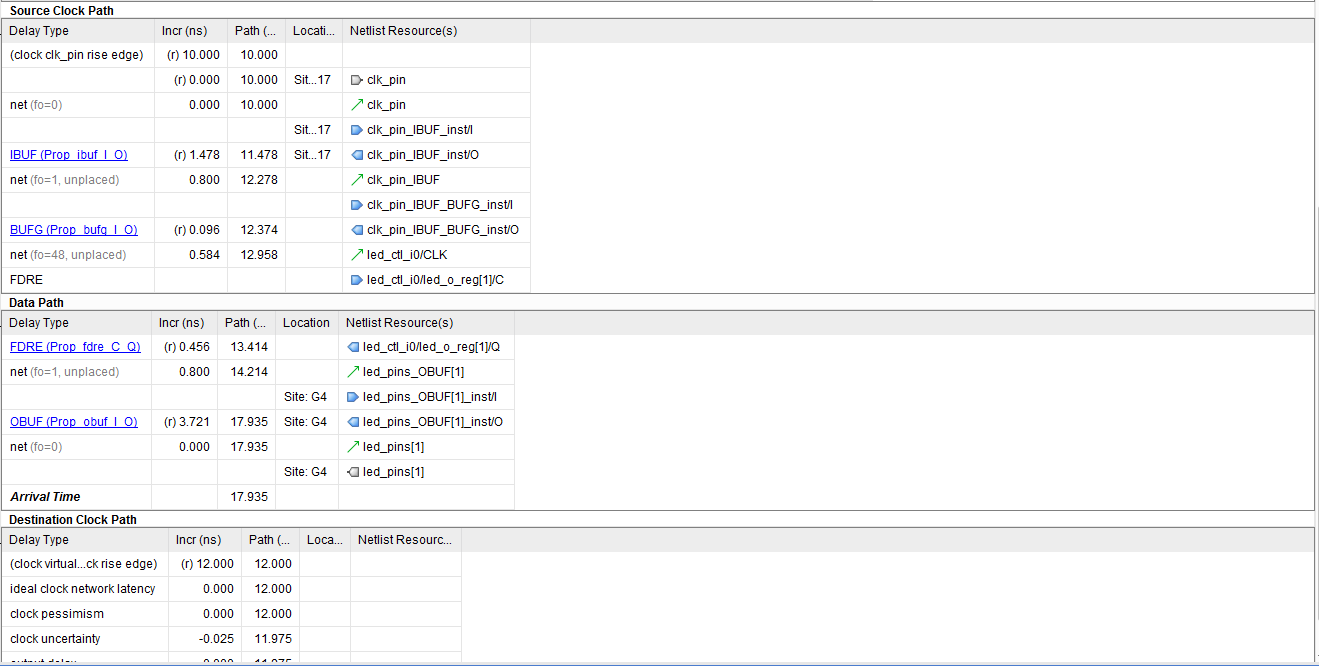 Source Clock Path
Delay Type Incr (ns) Path (... Locati... Netlist Resource(s)
(clock clk_pin rise edge) (r) 10.000 10.000
(r) 0.000 10.000 Sit...17 clk_pin
net (fo=0) 0.000 10.000 clk_pin
Sit...17 clk_pin_IBUF_inst/I
IBUF (Prop_ibuf_I_O) (r) 1.478 11.478 Sit...17 clk_pin_IBUF_inst/O
net (fo=1, unplaced) 0.800 12.278 clk_pin_IBUF
clk_pin_IBUF_BUFG_inst/I
BUFG (Prop_bufg_I_O) (r) 0.096 12.374 clk_pin_IBUF_BUFG_inst/O
net (fo=48, unplaced) 0.584 12.958 led_ctl_i0/CLK
FDRE led_ctl_i0/led_o_reg[1]/C
Data Path
Delay Type Incr (ns) Path (... Location Netlist Resource(s)
FDRE (Prop_fdre_C_Q) (r) 0.456 13.414 led_ctl_i0/led_o_reg[1]/Q
net (fo=1, unplaced) 0.800 14.214 led_pins_OBUF[1]
Site: G4 led_pins_OBUF[1]_inst/I
OBUF (Prop_obuf_I_O) (r) 3.721 17.935 Site: G4 led_pins_OBUF[1]_inst/O
net (fo=0) 0.000 17.935 led_pins[1]
Site: G4 led_pins[1]
Arrival Time 17.935
Destination Clock Path
Delay Type Incr (ns) Path (... Loca... Netlist Resourc...
(clock virtual...ck rise edge) (r) 12.000 12.000
ideal clock network latency 0.000 12.000
clock pessimism 0.000 12.000
clock uncertainty -0.025 11.975
output delay 0.000 11.975